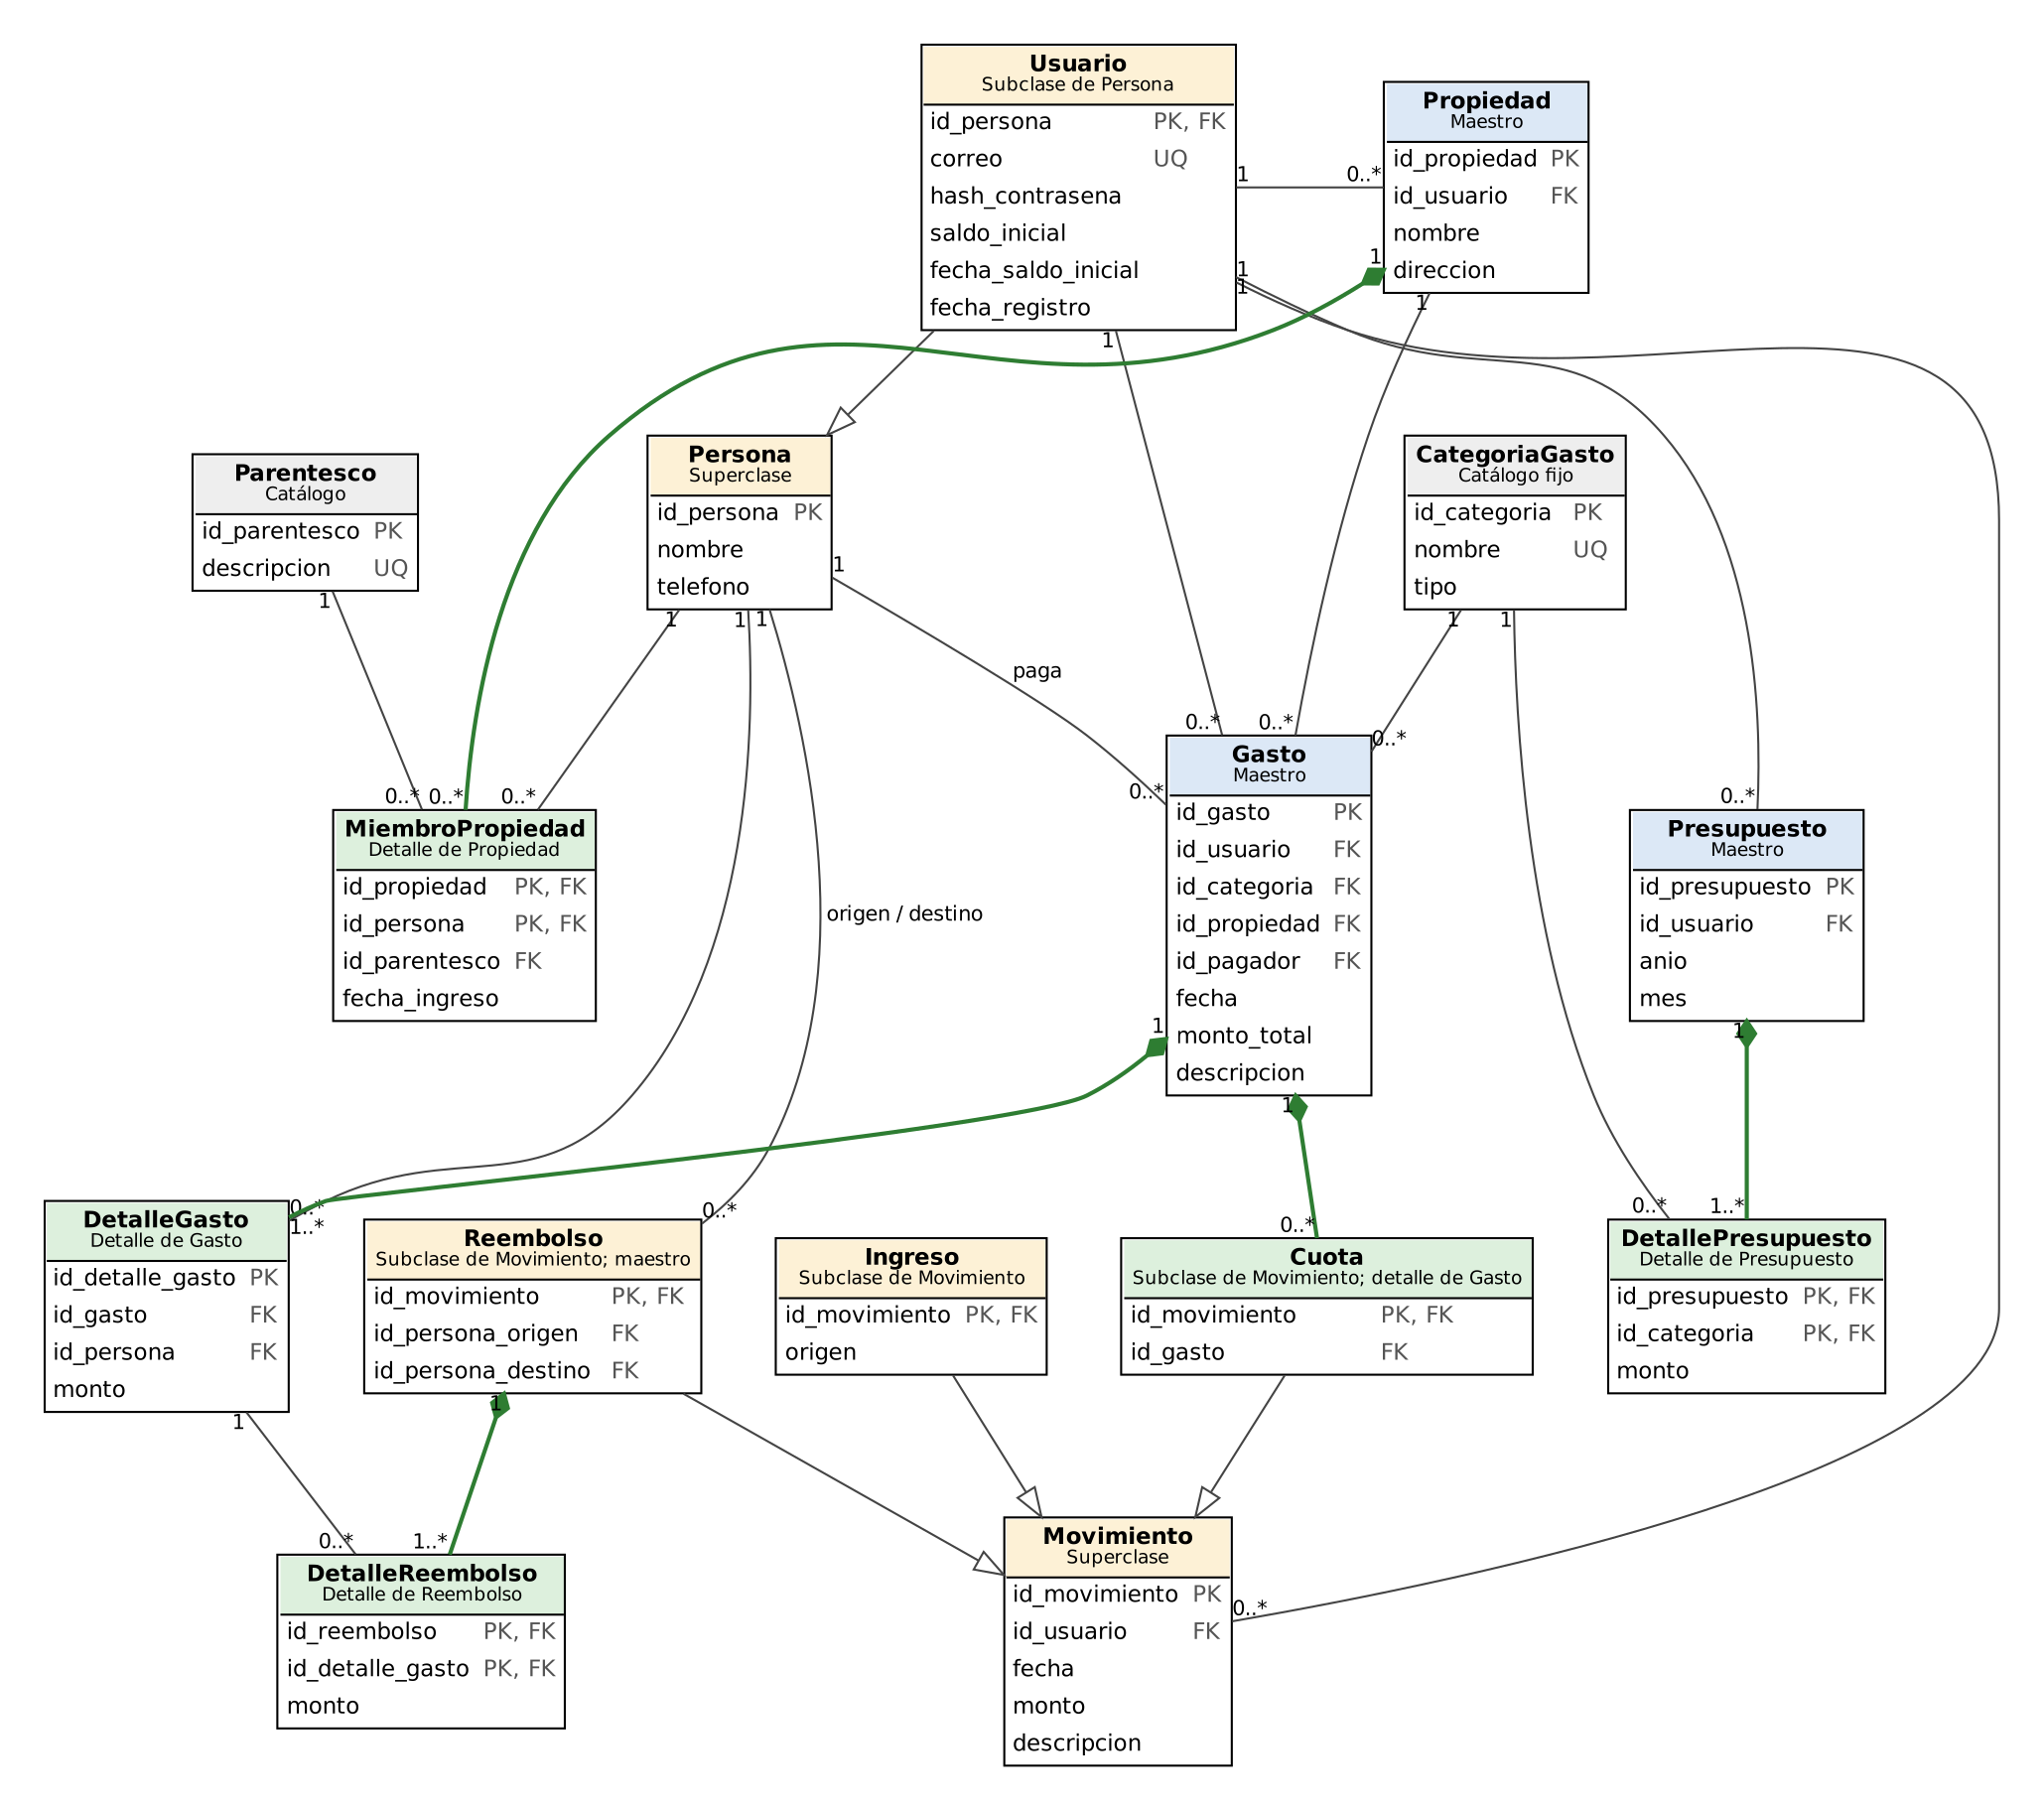 Usuario
Subclase de Persona
id_persona PK, FK
correo UQ
hash_contrasena
saldo_inicial
fecha_saldo_inicial
fecha_registro
1
1
1
1
Propiedad
Maestro
id_propiedad PK
id_usuario FK
nombre
direccion
0..*
1
1
Parentesco
Catálogo
id_parentesco PK
descripcion UQ
1
Persona
Superclase
id_persona PK
nombre
telefono
1
1
1
1
paga
origen / destino
CategoriaGasto
Catálogo fijo
id_categoria PK
nombre UQ
tipo
1
1
0..*
0..*
0..*
MiembroPropiedad
Detalle de Propiedad
id_propiedad PK, FK
id_persona PK, FK
id_parentesco FK
fecha_ingreso
0..*
0..*
0..*
0..*
Gasto
Maestro
id_gasto PK
id_usuario FK
id_categoria FK
id_propiedad FK
id_pagador FK
fecha
monto_total
descripcion
1
1
0..*
Presupuesto
Maestro
id_presupuesto PK
id_usuario FK
anio
mes
1
DetalleGasto
Detalle de Gasto
id_detalle_gasto PK
id_gasto FK
id_persona FK
monto
0..*
1..*
1
Reembolso
Subclase de Movimiento; maestro
id_movimiento PK, FK
id_persona_origen FK
id_persona_destino FK
0..*
1
Ingreso
Subclase de Movimiento
id_movimiento PK, FK
origen
0..*
Cuota
Subclase de Movimiento; detalle de Gasto
id_movimiento PK, FK
id_gasto FK
0..*
1..*
DetallePresupuesto
Detalle de Presupuesto
id_presupuesto PK, FK
id_categoria PK, FK
monto
0..*
1..*
DetalleReembolso
Detalle de Reembolso
id_reembolso PK, FK
id_detalle_gasto PK, FK
monto
Movimiento
Superclase
id_movimiento PK
id_usuario FK
fecha
monto
descripcion
0..*